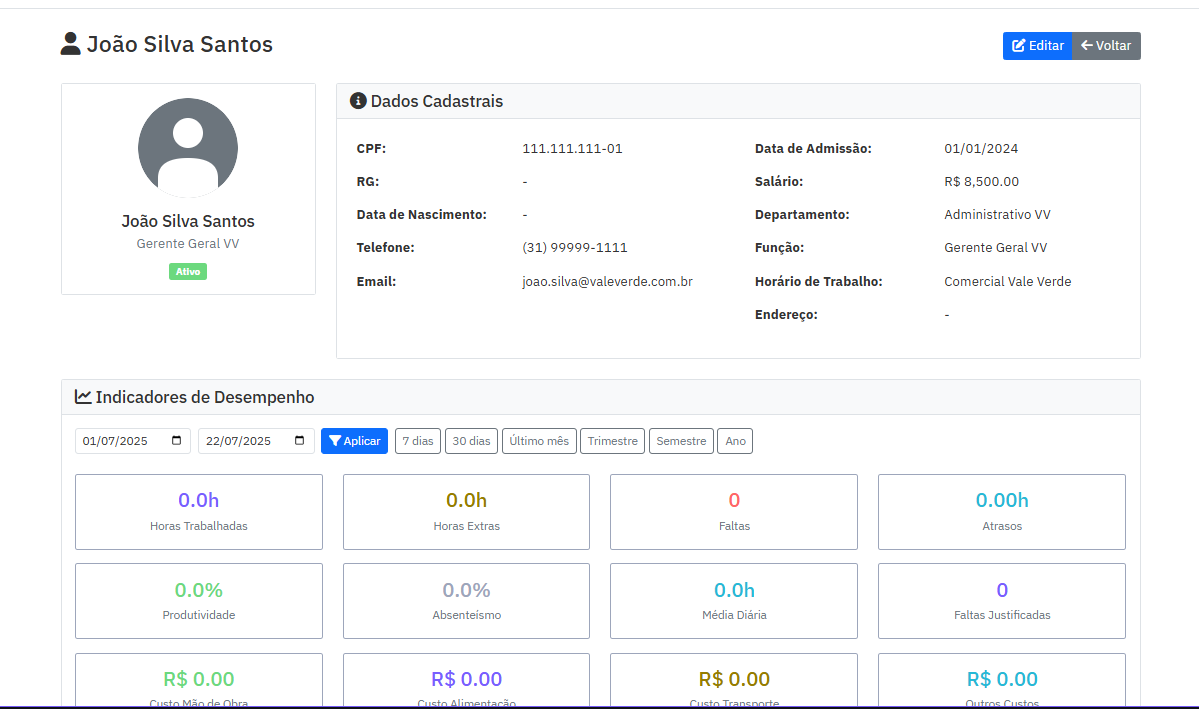 João Silva Santos
Editar
Voltar
João Silva Santos
Gerente Geral VV
Ativo
Dados Cadastrais
CPF: 111.111.111-01
RG: -
Data de Nascimento: -
Telefone: (31) 99999-1111
Email: joao.silva@valeverde.com.br
Data de Admissão: 01/01/2024
Salário: R$ 8,500.00
Departamento: Administrativo VV
Função: Gerente Geral VV
Horário de Trabalho: Comercial Vale Verde
Endereço: -
Indicadores de Desempenho
01/07/2025 22/07/2025 Aplicar 7 dias 30 dias Último mês Trimestre Semestre Ano
0.0h
Horas Trabalhadas
0.0h
Horas Extras
0
Faltas
0.00h
Atrasos
0.0%
Produtividade
0.0%
Absenteísmo
0.0h
Média Diária
0
Faltas Justificadas
R$ 0.00
Custo Mão de Obra
R$ 0.00
Custo Alimentação
R$ 0.00
Custo Transporte
R$ 0.00
Outros Custos